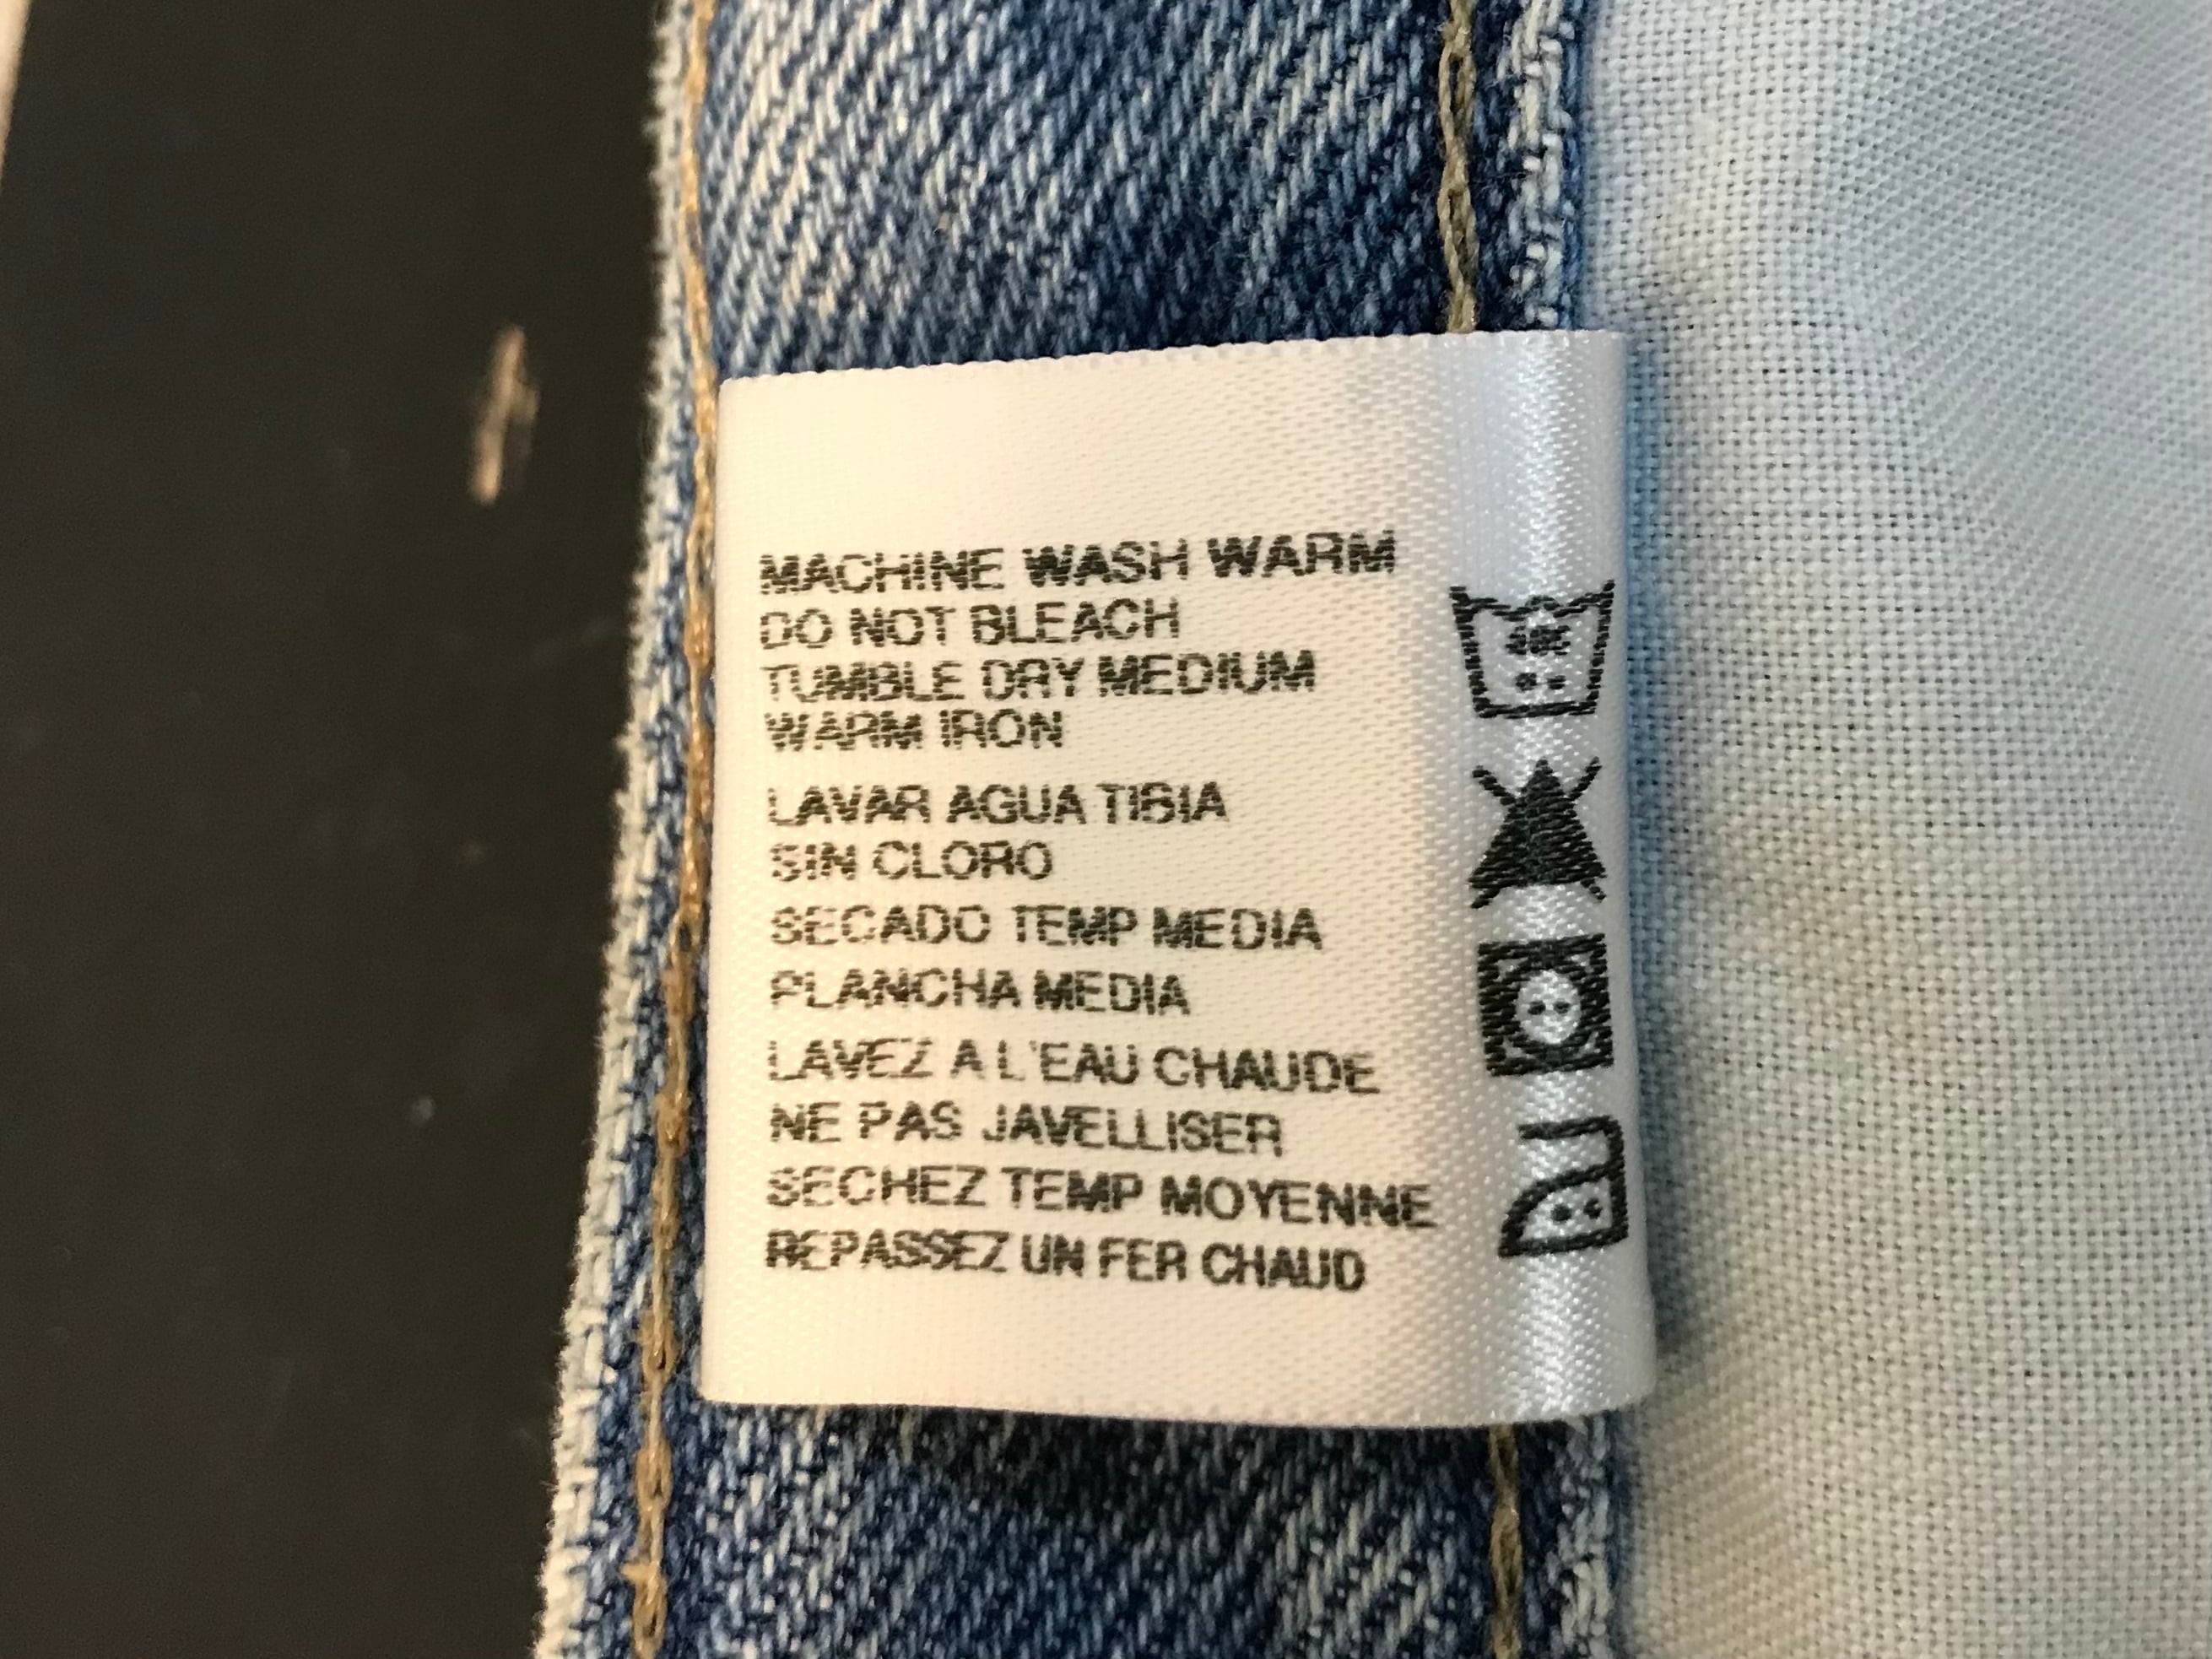 MACHINE WASH WARM
DO NOT BLEACH
TUMBLE DRY MEDIUM
WARM IRON
LAVAR AGUA TIBIA
SIN CLORO
SECADO TEMP MEDIA
PLANCHA MEDIA
LAVEZ A L'EAU CHAUDE
NE PAS JAVELLISER
SECHEZ TEMP MOYENNE
REPASSEZ UN FER CHAUD